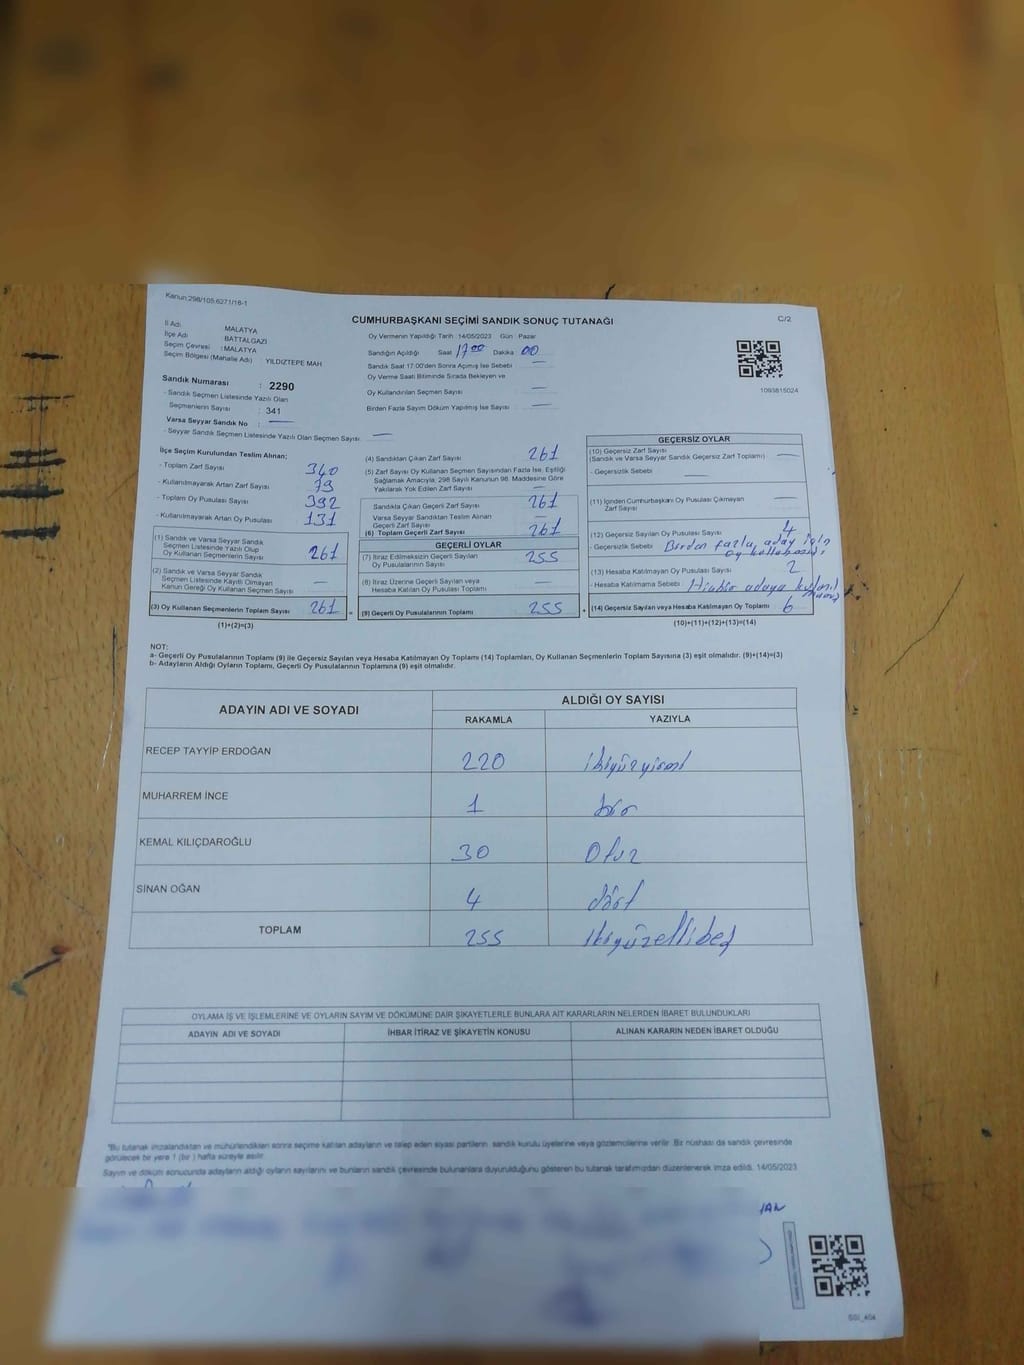 Kanun:298/105.6271/18-1
CUMHURBAŞKANI SEÇİMİ SANDIK SONUÇ TUTANAĞI
C/2
İl Adı : MALATYA
İlçe Adı : BATTALGAZİ
Seçim Çevresi : MALATYA
Seçim Bölgesi (Mahalle Adı) : YILDIZTEPE MAH
Sandık Numarası : 2290
- Sandık Seçmen Listesinde Yazılı Olan
Seçmenlerin Sayısı : 341
Varsa Seyyar Sandık No : —
- Seyyar Sandık Seçmen Listesinde Yazılı Olan Seçmen Sayısı: —
Oy Vermenin Yapıldığı Tarih : 14/05/2023 Gün : Pazar
Sandığın Açıldığı Saat 17 00 Dakika 00
Sandık Saat 17.00'den Sonra Açımış İse Sebebi —
Oy Verme Saati Bitiminde Sırada Bekleyen ve
Oy Kullandırılan Seçmen Sayısı —
Birden Fazla Sayım Döküm Yapılmış İse Sayısı —
1093815024
İlçe Seçim Kurulundan Teslim Alınan;
- Toplam Zarf Sayısı 340
- Kullanılmayarak Artan Zarf Sayısı 79
- Toplam Oy Pusulası Sayısı 392
- Kullanılmayarak Artan Oy Pusulası 131
(1) Sandık ve Varsa Seyyar Sandık
Seçmen Listesinde Yazılı Olup
Oy Kullanan Seçmenlerin Sayısı 261
(2) Sandık ve Varsa Seyyar Sandık
Seçmen Listesinde Kayıtlı Olmayan
Kanun Gereği Oy Kullanan Seçmen Sayısı —
(3) Oy Kullanan Seçmenlerin Toplam Sayısı 261 =
(1)+(2)=(3)
(4) Sandıktan Çıkan Zarf Sayısı 261
(5) Zarf Sayısı Oy Kullanan Seçmen Sayısından Fazla İse, Eşitliği
Sağlamak Amacıyla; 298 Sayılı Kanunun 98. Maddesine Göre
Yakılarak Yok Edilen Zarf Sayısı —
Sandıkla Çıkan Geçerli Zarf Sayısı 261
Varsa Seyyar Sandıktan Teslim Alınan
Geçerli Zarf Sayısı —
(6) Toplam Geçerli Zarf Sayısı 261
GEÇERLİ OYLAR
(7) İtiraz Edilmeksizin Geçerli Sayılan
Oy Pusulalarının Sayısı 255
(8) İtiraz Üzerine Geçerli Sayılan veya
Hesaba Katılan Oy Pusulası Toplamı —
(9) Geçerli Oy Pusulalarının Toplamı 255 +
GEÇERSİZ OYLAR
(10) Geçersiz Zarf Sayısı
(Sandık ve Varsa Seyyar Sandık Geçersiz Zarf Toplamı) —
- Geçersizlik Sebebi —
(11) İçinden Cumhurbaşkanı Oy Pusulası Çıkmayan
Zarf Sayısı —
(12) Geçersiz Sayılan Oy Pusulası Sayısı 4
- Geçersizlik Sebebi Birden fazla aday için
oy
(13) Hesaba Katılmayan Oy Pusulası Sayısı 2
- Hesaba Katılmama Sebebi : Hiçbir adaya
(14) Geçersiz Sayılan veya Hesaba Katılmayan Oy Toplamı 6
(10)+(11)+(12)+(13)=(14)
NOT:
a- Geçerli Oy Pusulalarının Toplamı (9) ile Geçersiz Sayılan veya Hesaba Katılmayan Oy Toplamı (14) Toplamları, Oy Kullanan Seçmenlerin Toplam Sayısına (3) eşit olmalıdır. (9)+(14)=(3)
b- Adayların Aldığı Oyların Toplamı, Geçerli Oy Pusulalarının Toplamına (9) eşit olmalıdır.
ADAYIN ADI VE SOYADI
ALDIĞI OY SAYISI
RAKAMLA YAZIYLA
RECEP TAYYİP ERDOĞAN 220 ikiyüzyirmi
MUHARREM İNCE 1 bir
KEMAL KILIÇDAROĞLU 30 Otuz
SİNAN OĞAN 4 dört
TOPLAM 255 ikiyüzellibeş
OYLAMA İŞ VE İŞLEMLERİNE VE OYLARIN SAYIM VE DÖKÜMÜNE DAİR ŞİKAYETLERLE BUNLARA AİT KARARLARIN NELERDEN İBARET BULUNDUKLARI
ADAYIN ADI VE SOYADI İHBAR İTİRAZ VE ŞİKAYETİN KONUSU ALINAN KARARIN NEDEN İBARET OLDUĞU
*Bu tutanak imzalandıktan ve mühürlendikten sonra seçime katılan adayların ve talep eden siyasi partilerin sandık kurulu üyelerine veya gözlemcilerine verilir. Bir nüshası da sandık çevresinde
görülecek bir yere 1 (bir) hafta süreyle asılır.
Sayım ve döküm sonucunda adayların aldığı oyların sayılarını ve bunların sandık çevresinde bulunanlara duyurulduğunu gösteren bu tutanak tarafımızdan düzenlenerek imza edildi. 14/05/2023